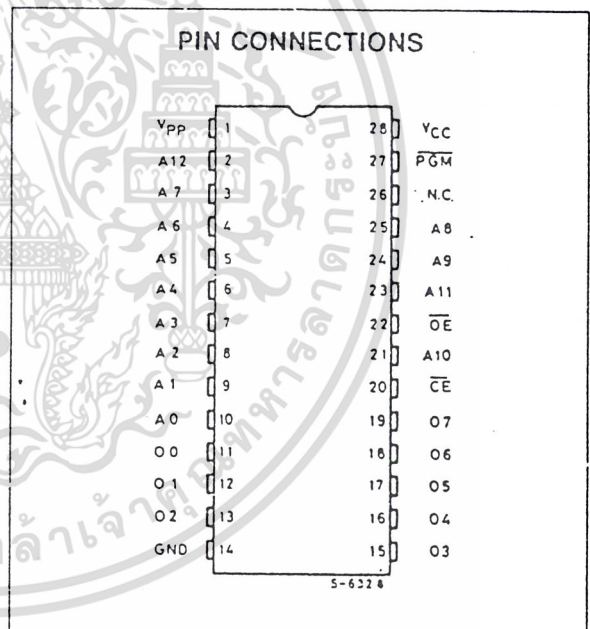 PIN CONNECTIONS
VPP 1 28 VCC
A12 2 27 PGM
A7 3 26 N.C.
A6 4 25 A8
A5 5 24 A9
A4 6 23 A11
A3 7 22 OE
A2 8 21 A10
A1 9 20 CE
A0 10 19 O7
O0 11 18 O6
O1 12 17 O5
O2 13 16 O4
GND 14 15 O3